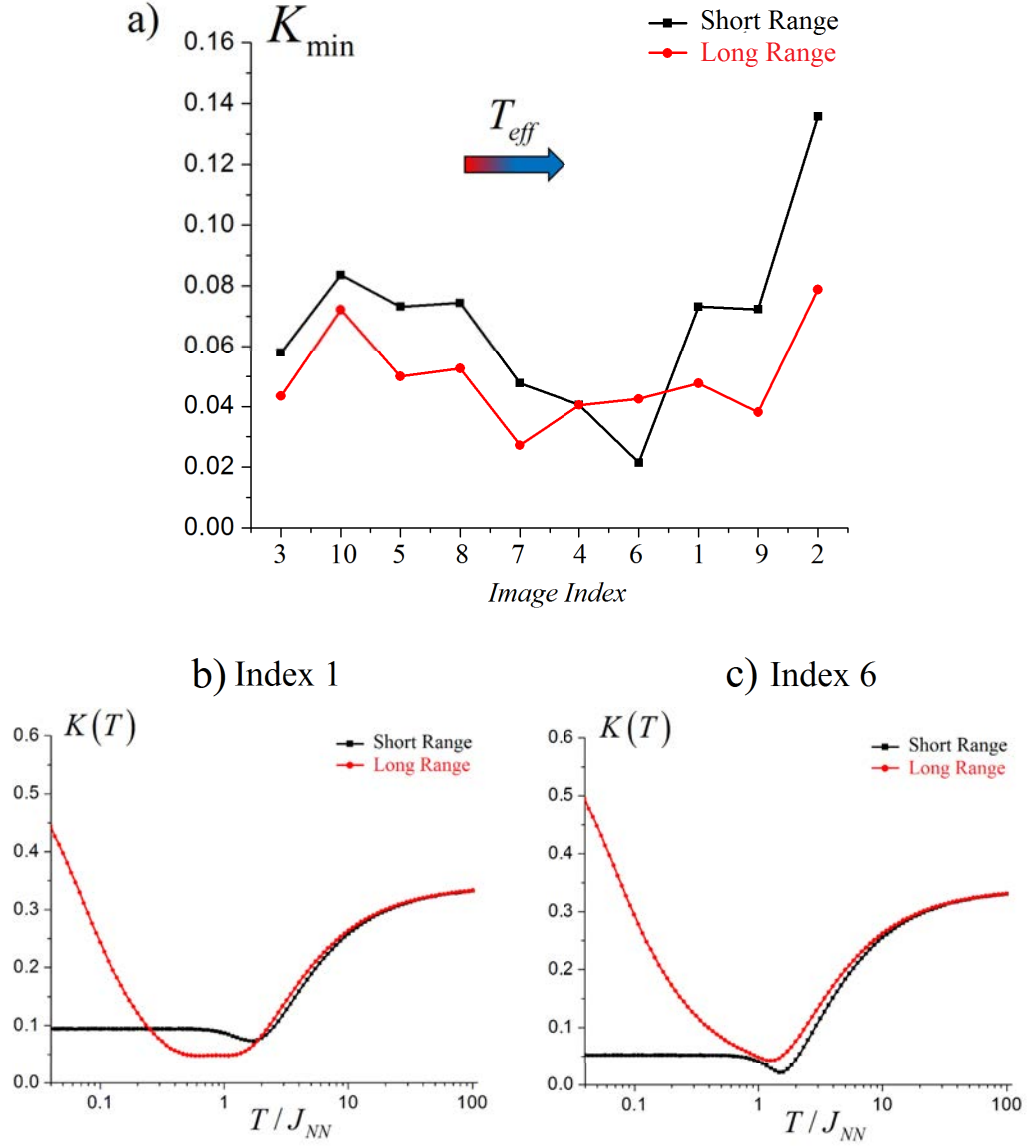 a)
K_min
Short Range
Long Range
T_eff
0.16
0.14
0.12
0.10
0.08
0.06
0.04
0.02
0.00
3 10 5 8 7 4 6 1 9 2
Image Index
b) Index 1
K(T)
Short Range
Long Range
0.6
0.5
0.4
0.3
0.2
0.1
0.0
0.1 1 10 100
T / J_NN
c) Index 6
K(T)
Short Range
Long Range
0.6
0.5
0.4
0.3
0.2
0.1
0.0
0.1 1 10 100
T / J_NN